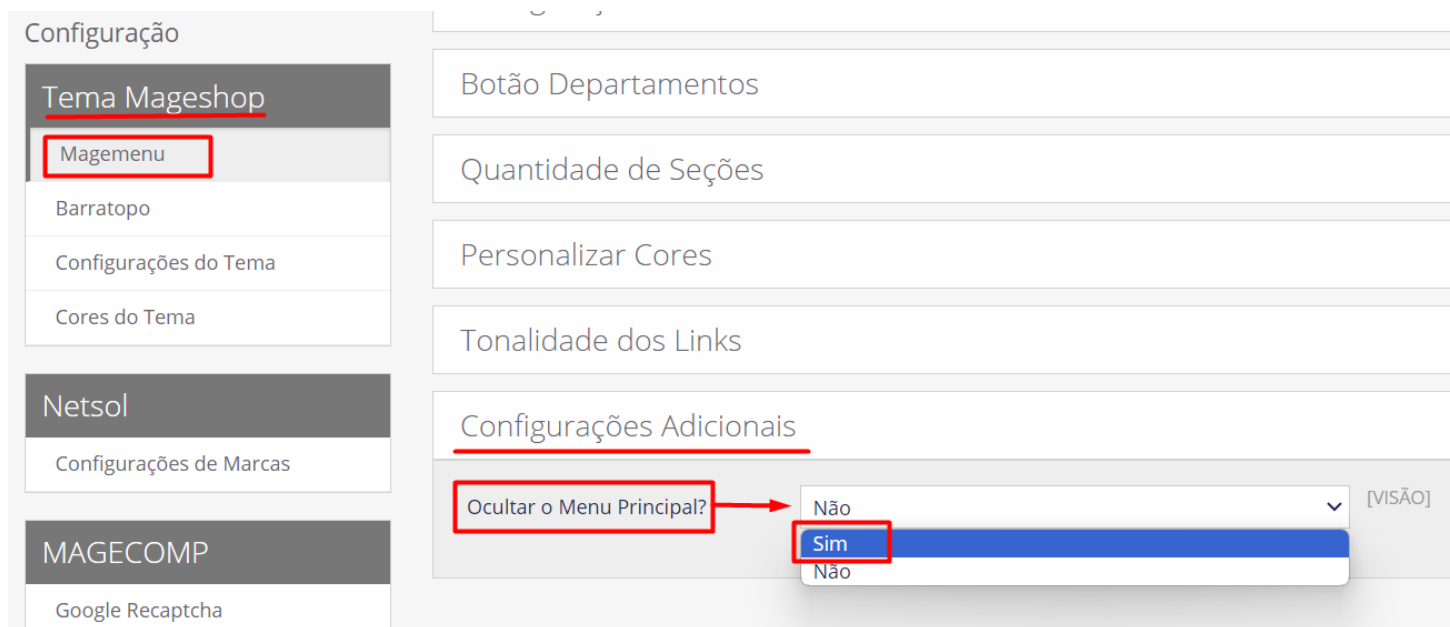 Configuração
Tema Mageshop
Magemenu
Barratopo
Configurações do Tema
Cores do Tema
Netsol
Configurações de Marcas
MAGECOMP
Google Recaptcha
Botão Departamentos
Quantidade de Seções
Personalizar Cores
Tonalidade dos Links
Configurações Adicionais
Ocultar o Menu Principal?
Não
[VISÃO]
Sim
Não